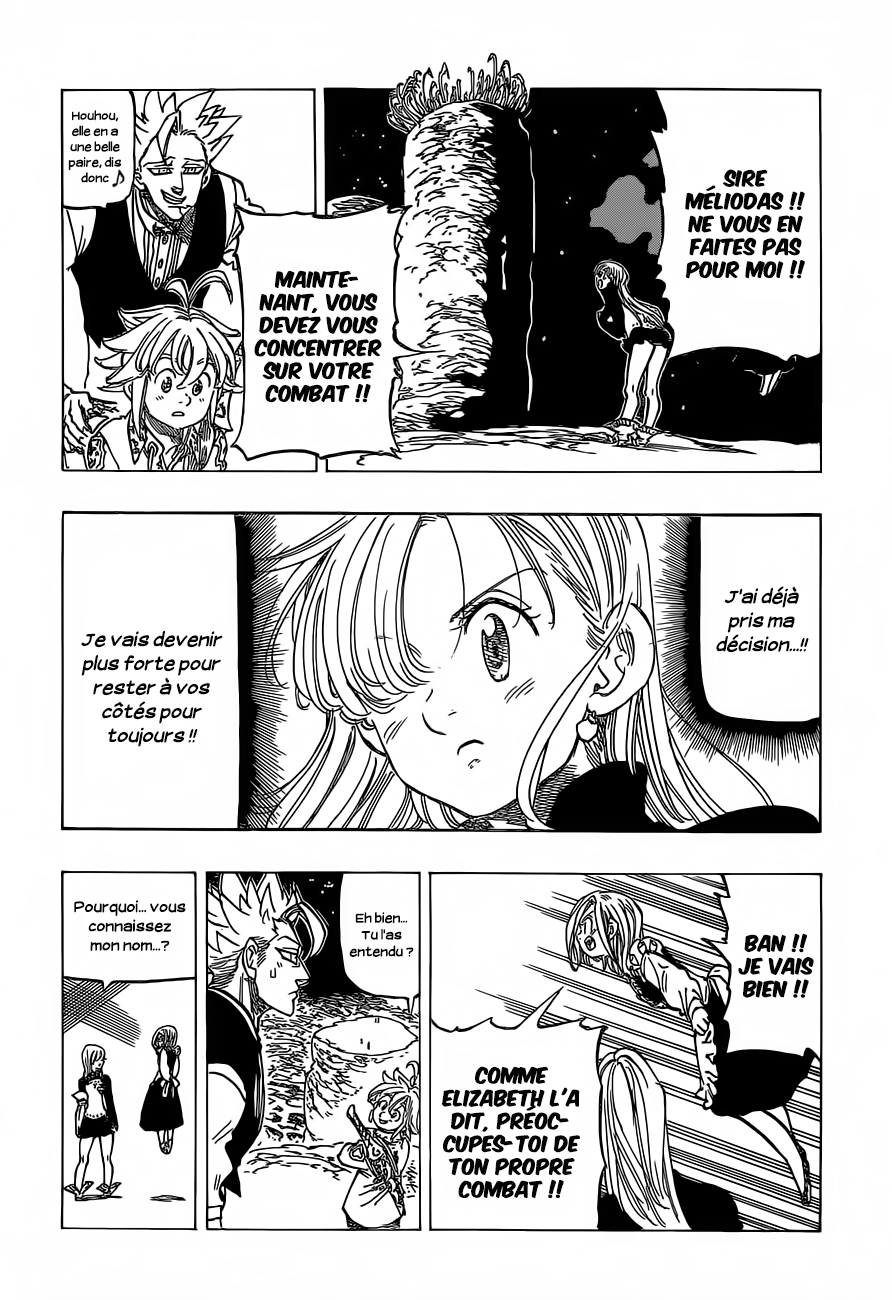 SIRE
MÉLIODAS !!
NE VOUS EN
FAITES PAS
POUR MOI !!
MAINTE-
NANT, VOUS
DEVEZ VOUS
CONCENTRER
SUR VOTRE
COMBAT !!
Houhou,
elle en a
une belle
paire, dis
donc ♪
J'ai déjà
pris ma
décision...!!
Je vais devenir
plus forte pour
rester à vos
côtés pour
toujours !!
BAN !!
JE VAIS
BIEN !!
COMME
ELIZABETH L'A
DIT, PRÉOC-
CUPES-TOI DE
TON PROPRE
COMBAT !!
Eh bien...
Tu l'as
entendu ?
Pourquoi... vous
connaissez
mon nom...?